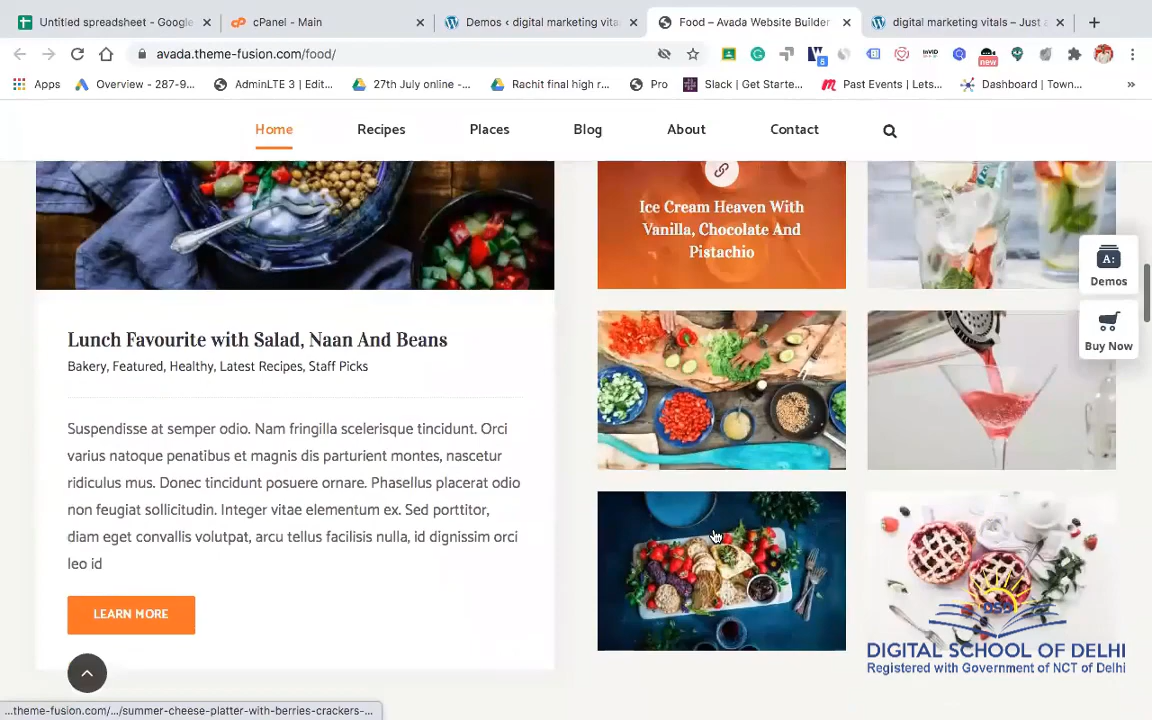 Untitled spreadsheet - Google
cPanel - Main
Demos ‹ digital marketing vita
Food – Avada Website Builder
digital marketing vitals – Just a
avada.theme-fusion.com/food/
Apps
Overview - 287-9...
AdminLTE 3 | Edit...
27th July online -...
Rachit final high r...
Pro
Slack | Get Starte...
Past Events | Lets...
Dashboard | Town...
»
new
8
Home
Recipes
Places
Blog
About
Contact
Ice Cream Heaven With
Vanilla, Chocolate And
Pistachio
A:
Demos
Buy Now
Lunch Favourite with Salad, Naan And Beans
Bakery, Featured, Healthy, Latest Recipes, Staff Picks
Suspendisse at semper odio. Nam fringilla scelerisque tincidunt. Orci
varius natoque penatibus et magnis dis parturient montes, nascetur
ridiculus mus. Donec tincidunt posuere ornare. Phasellus placerat odio
non feugiat sollicitudin. Integer vitae elementum ex. Sed porttitor,
diam eget convallis volutpat, arcu tellus facilisis nulla, id dignissim orci
leo id
LEARN MORE
DIGITAL SCHOOL OF DELHI
Registered with Government of NCT of Delhi
...theme-fusion.com/.../summer-cheese-platter-with-berries-crackers-...